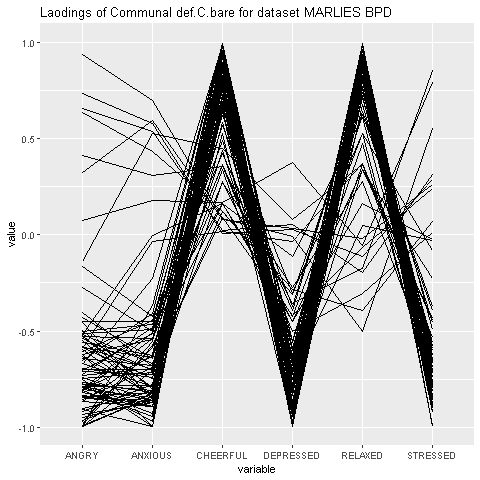 Laodings of Communal def.C.bare for dataset MARLIES BPD
1.0
0.5
0.0
-0.5
-1.0
value
ANGRY ANXIOUS CHEERFUL DEPRESSED RELAXED STRESSED
variable